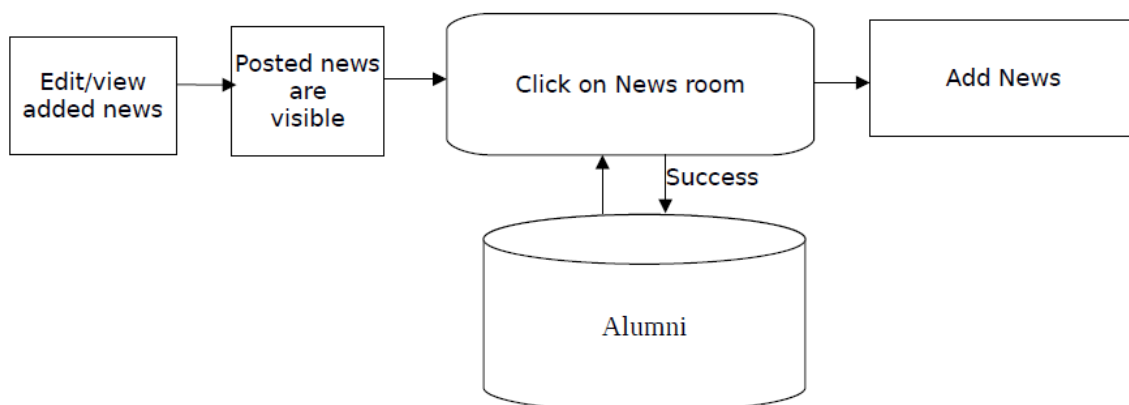 Edit/view
added news
Posted news
are
visible
Click on News room
Add News
Success
Alumni